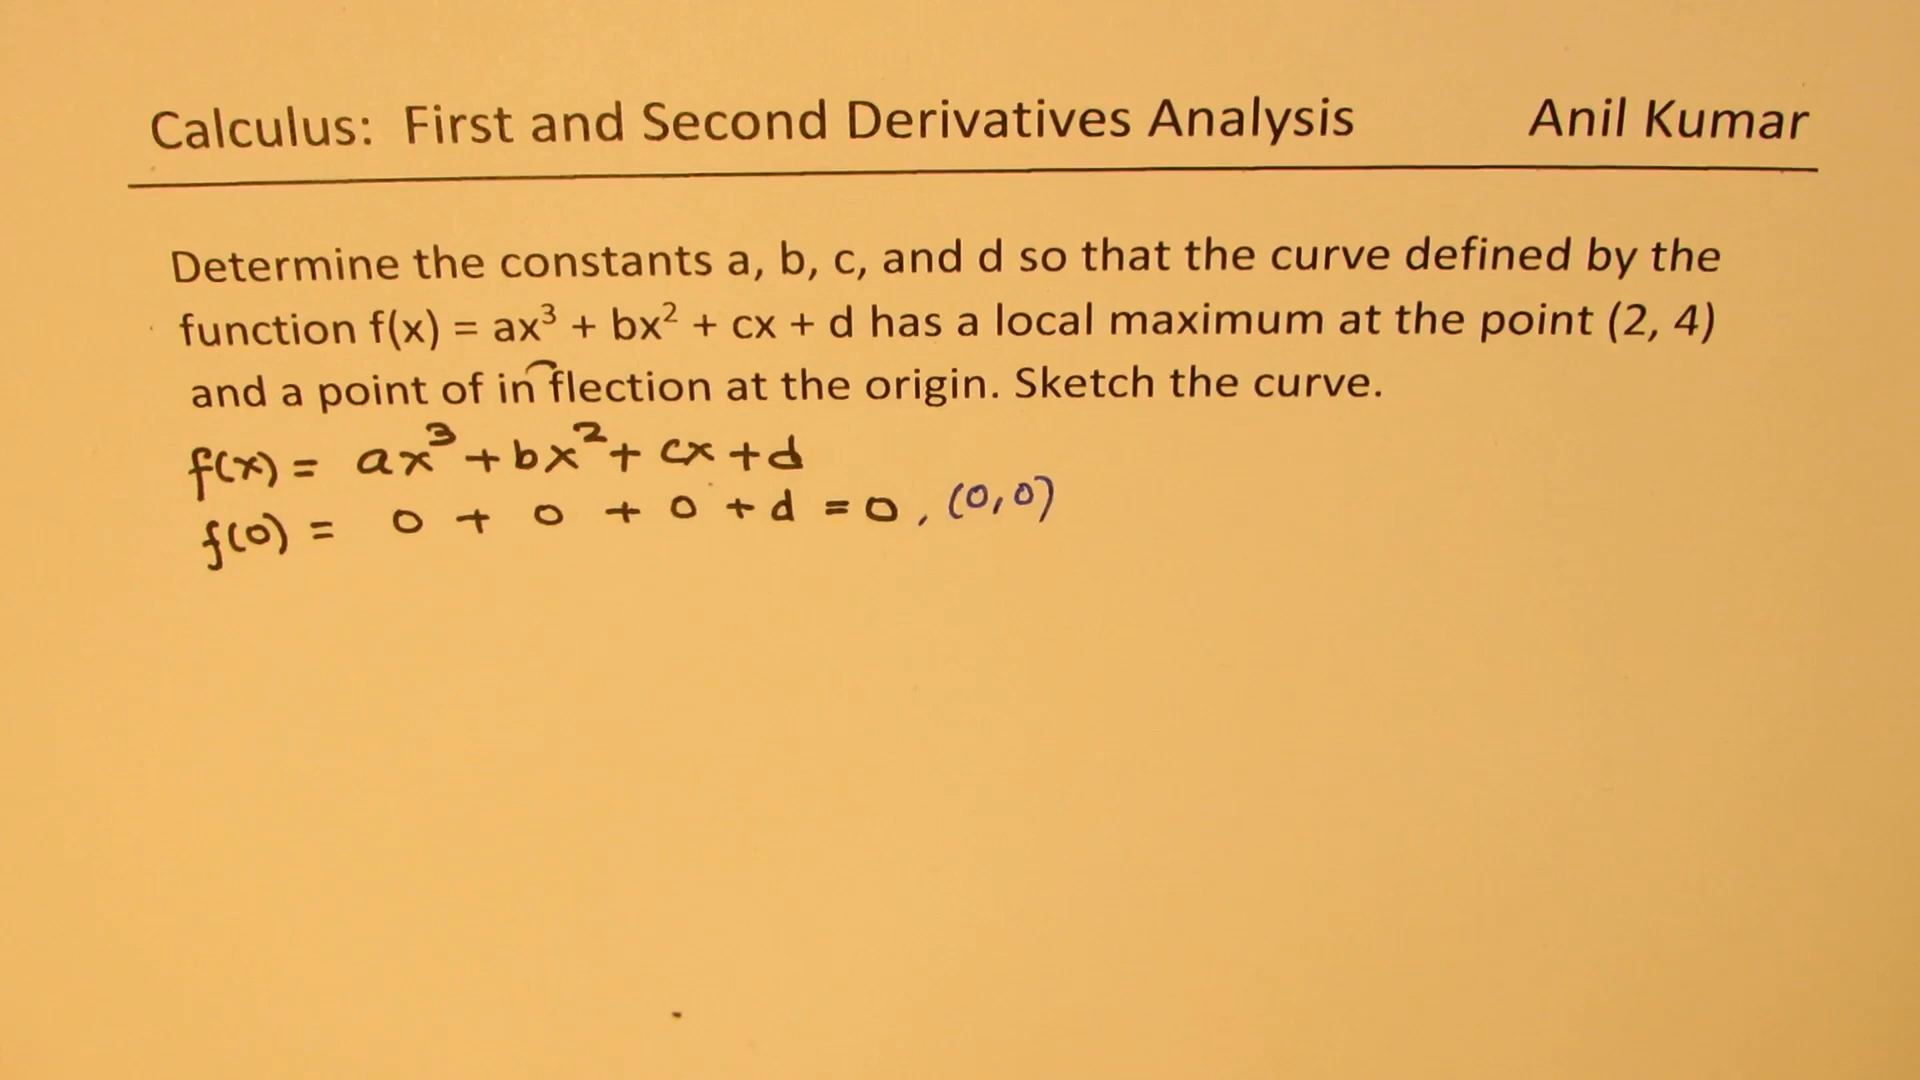 Calculus: First and Second Derivatives Analysis Anil Kumar
Determine the constants a, b, c, and d so that the curve defined by the
function f(x) = ax³ + bx² + cx + d has a local maximum at the point (2, 4)
and a point of in flection at the origin. Sketch the curve.
f(x) = ax³ + bx² + cx + d
f(0) = 0 + 0 + 0 + d = 0, (0,0)